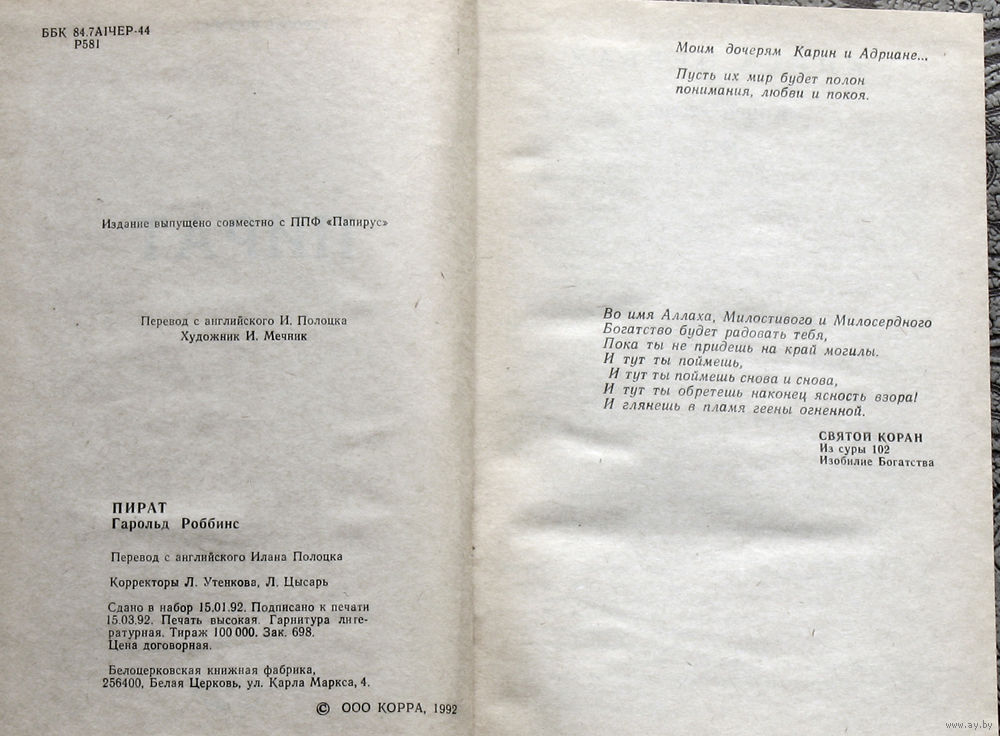 ББК 84.7А1ЧЕР-44
Р581
Издание выпущено совместно с ППФ «Папирус»
Перевод с английского И. Полоцка
Художник И. Мечник
ПИРАТ
Гарольд Роббинс
Перевод с английского Илана Полоцка
Корректоры Л. Утенкова, Л. Цысарь
Сдано в набор 15.01.92. Подписано к печати
15.03.92. Печать высокая. Гарнитура лите-
ратурная. Тираж 100 000. Зак. 698.
Цена договорная.
Белоцерковская книжная фабрика,
256400, Белая Церковь, ул. Карла Маркса, 4.
© ООО КОРРА, 1992
Моим дочерям Карин и Адриане...
Пусть их мир будет полон
понимания, любви и покоя.
Во имя Аллаха, Милостивого и Милосердного
Богатство будет радовать тебя,
Пока ты не придешь на край могилы.
И тут ты поймешь,
И тут ты поймешь снова и снова,
И тут ты обретешь наконец ясность взора!
И глянешь в пламя геены огненной.
СВЯТОЙ КОРАН
Из суры 102
Изобилие Богатства
www.ay.by